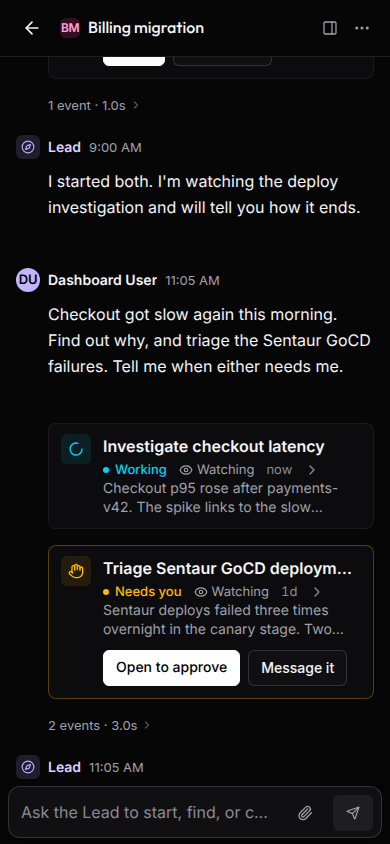 BM Billing migration
1 event · 1.0s
Lead 9:00 AM
I started both. I'm watching the deploy
investigation and will tell you how it ends.
DU Dashboard User 11:05 AM
Checkout got slow again this morning.
Find out why, and triage the Sentaur GoCD
failures. Tell me when either needs me.
Investigate checkout latency
Working Watching now
Checkout p95 rose after payments-
v42. The spike links to the slow...
Triage Sentaur GoCD deploym...
Needs you Watching 1d
Sentaur deploys failed three times
overnight in the canary stage. Two...
Open to approve Message it
2 events · 3.0s
Lead 11:05 AM
Ask the Lead to start, find, or c...